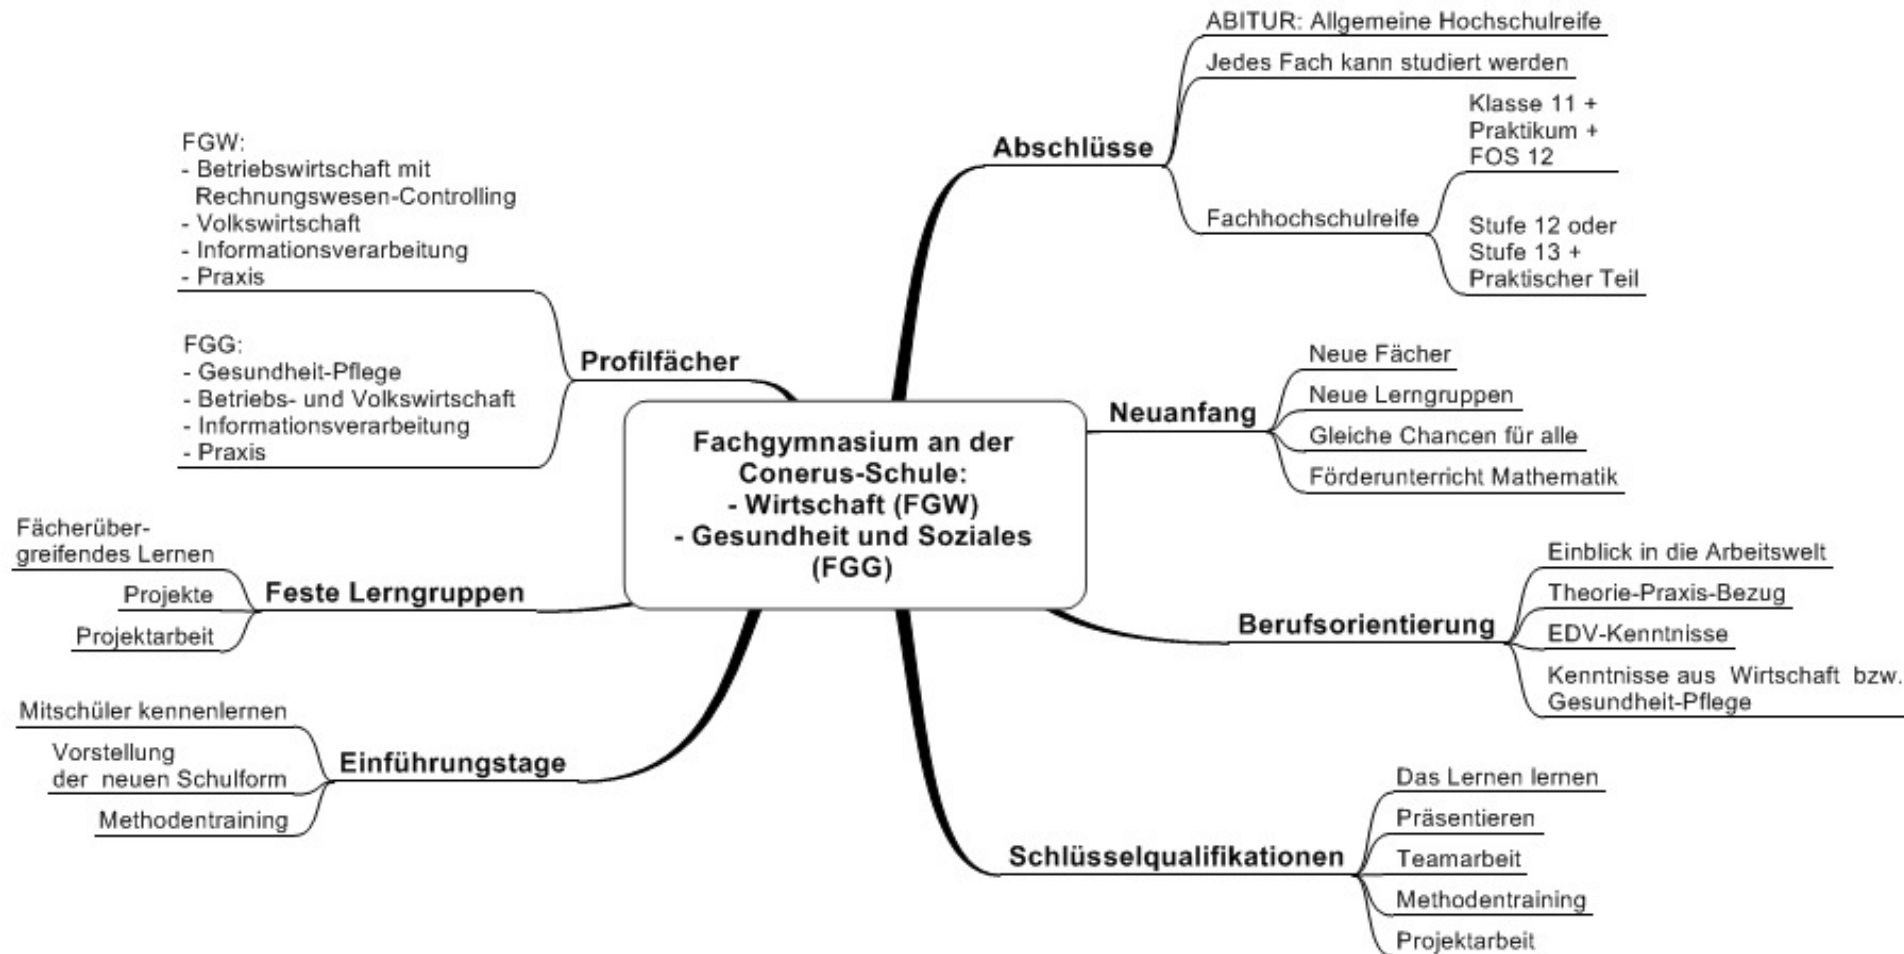 Fachgymnasium an der
Conerus-Schule:
- Wirtschaft (FGW)
- Gesundheit und Soziales
(FGG)
Abschlüsse
ABITUR: Allgemeine Hochschulreife
Jedes Fach kann studiert werden
Fachhochschulreife
Klasse 11 +
Praktikum +
FOS 12
Stufe 12 oder
Stufe 13 +
Praktischer Teil
Neuanfang
Neue Fächer
Neue Lerngruppen
Gleiche Chancen für alle
Förderunterricht Mathematik
Berufsorientierung
Einblick in die Arbeitswelt
Theorie-Praxis-Bezug
EDV-Kenntnisse
Kenntnisse aus Wirtschaft bzw.
Gesundheit-Pflege
Schlüsselqualifikationen
Das Lernen lernen
Präsentieren
Teamarbeit
Methodentraining
Projektarbeit
Profilfächer
FGW:
- Betriebswirtschaft mit
Rechnungswesen-Controlling
- Volkswirtschaft
- Informationsverarbeitung
- Praxis
FGG:
- Gesundheit-Pflege
- Betriebs- und Volkswirtschaft
- Informationsverarbeitung
- Praxis
Feste Lerngruppen
Fächerüber-
greifendes Lernen
Projekte
Projektarbeit
Einführungstage
Mitschüler kennenlernen
Vorstellung
der neuen Schulform
Methodentraining